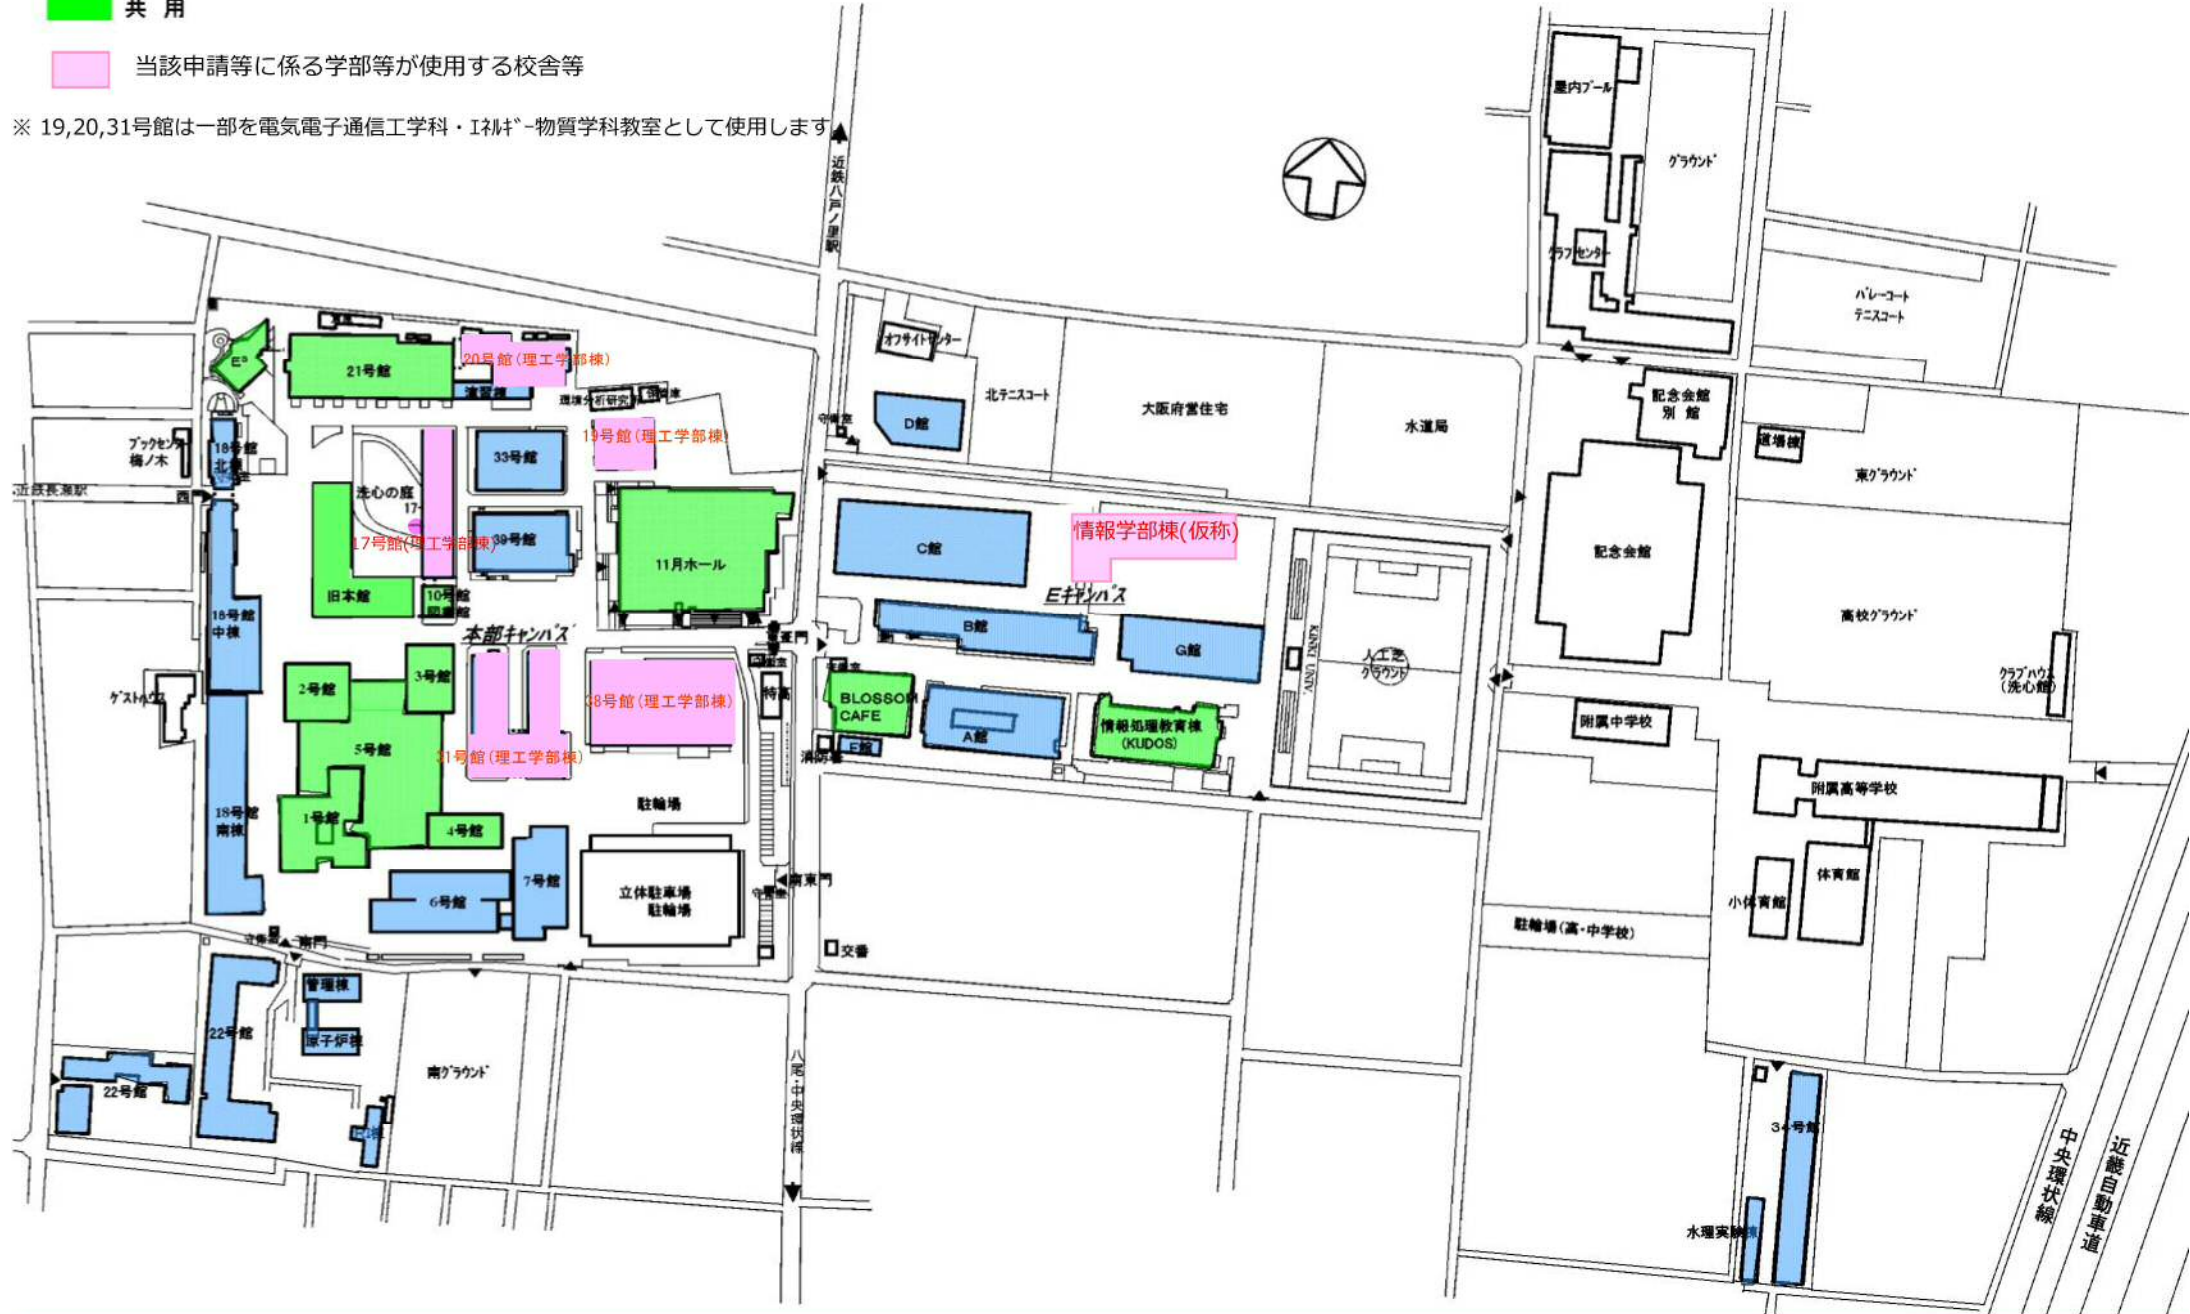 共 用
当該申請等に係る学部等が使用する校舎等
※ 19,20,31号館は一部を電気電子通信工学科・ｴﾈﾙｷﾞｰ物質学科教室として使用します
近鉄八戸ノ里駅
屋内プール
グラウンド
クラブセンター
バレーコート
テニスコート
E³
21号館
20号館(理工学部棟)
演習棟
環境分析研究
オフサイトセンター
北テニスコート
大阪府営住宅
水道局
記念会館
別 館
道場棟
東グラウンド
D館
守衛室
19号館(理工学部棟)
33号館
ブックセンター
梅ノ木
18号館
近鉄長瀬駅
西門
洗心の庭
17
17号館(理工学部棟)
39号館
11月ホール
C館
情報学部棟(仮称)
Eキャンパス
記念会館
高校グラウンド
旧本館
10号館
図書館
18号館
中棟
本部キャンパス
B館
G館
KINKI UNIV.
人工芝
グラウンド
2号館
3号館
38号館(理工学部棟)
特高
BLOSSOM
CAFE
A館
情報処理教育棟
(KUDOS)
クラブハウス
(洗心館)
ゲストハウス
附属中学校
5号館
31号館(理工学部棟)
消防署
E館
附属高等学校
1号館
4号館
18号館
南棟
駐輪場
7号館
6号館
立体駐車場
駐輪場
南東門
守衛室
体育館
小体育館
駐輪場(高・中学校)
南門
交番
管理棟
原子炉棟
22号館
22号館
南グラウンド
八尾・中央環状線
34号館
水理実験棟
中央環状線
近畿自動車道